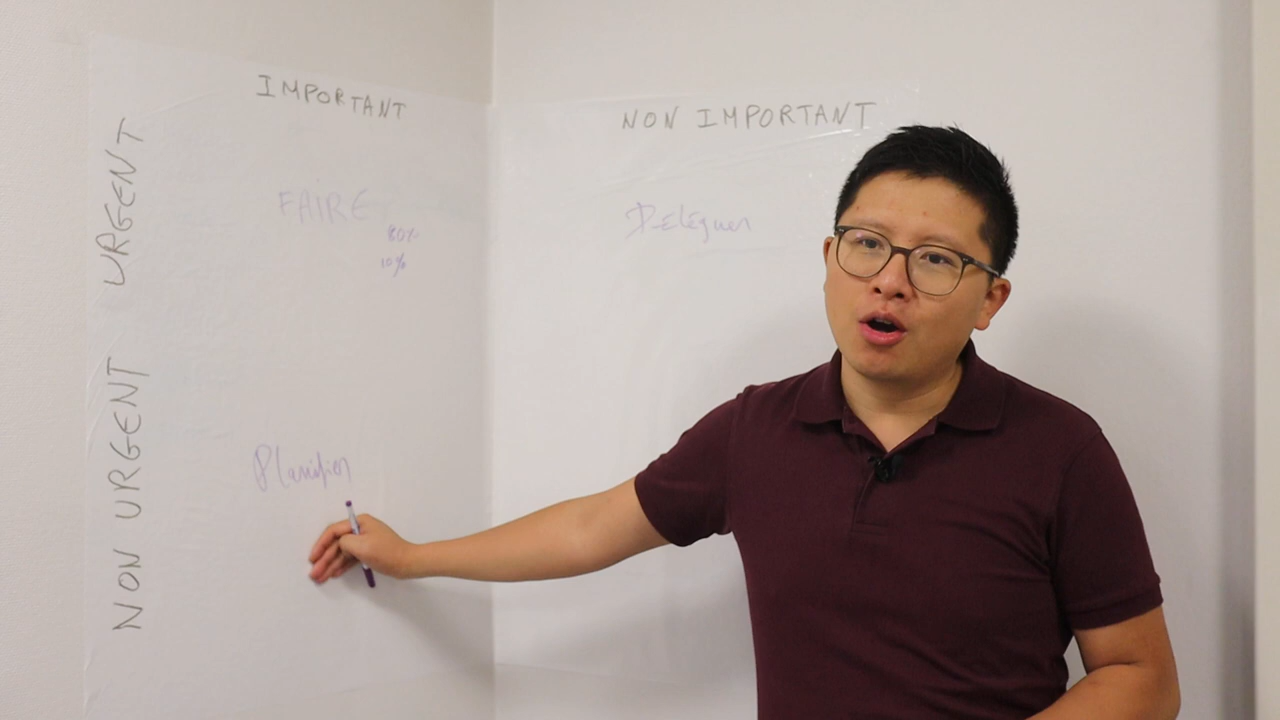 IMPORTANT
NON IMPORTANT
URGENT
FAIRE
80%
10%
Déléguer
NON URGENT
Planifier